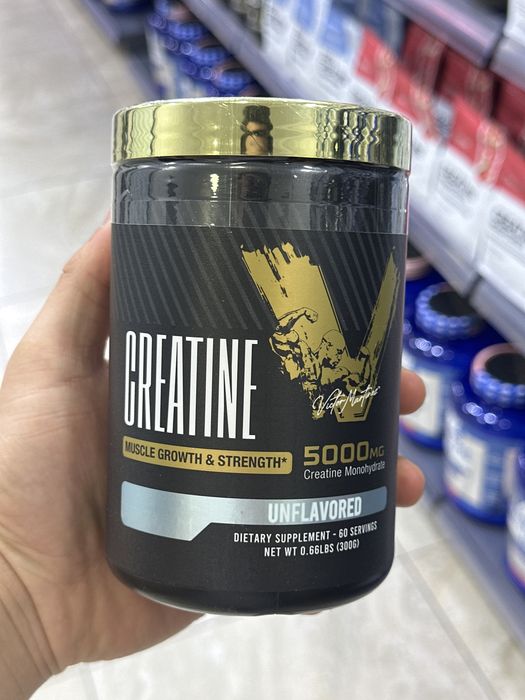 Victor Martinez
CREATINE
MUSCLE GROWTH & STRENGTH*
5000MG
Creatine Monohydrate
UNFLAVORED
DIETARY SUPPLEMENT - 60 SERVINGS
NET WT 0.66LBS (300G)